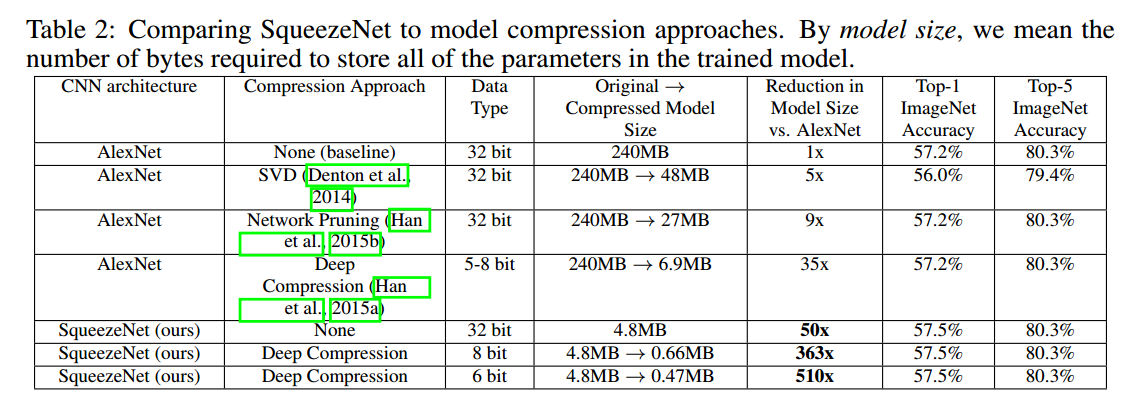 Table 2: Comparing SqueezeNet to model compression approaches. By model size, we mean the
number of bytes required to store all of the parameters in the trained model.
CNN architecture Compression Approach Data Type Original → Compressed Model Size Reduction in Model Size vs. AlexNet Top-1 ImageNet Accuracy Top-5 ImageNet Accuracy
AlexNet None (baseline) 32 bit 240MB 1x 57.2% 80.3%
AlexNet SVD (Denton et al., 2014) 32 bit 240MB → 48MB 5x 56.0% 79.4%
AlexNet Network Pruning (Han et al., 2015b) 32 bit 240MB → 27MB 9x 57.2% 80.3%
AlexNet Deep Compression (Han et al., 2015a) 5-8 bit 240MB → 6.9MB 35x 57.2% 80.3%
SqueezeNet (ours) None 32 bit 4.8MB 50x 57.5% 80.3%
SqueezeNet (ours) Deep Compression 8 bit 4.8MB → 0.66MB 363x 57.5% 80.3%
SqueezeNet (ours) Deep Compression 6 bit 4.8MB → 0.47MB 510x 57.5% 80.3%